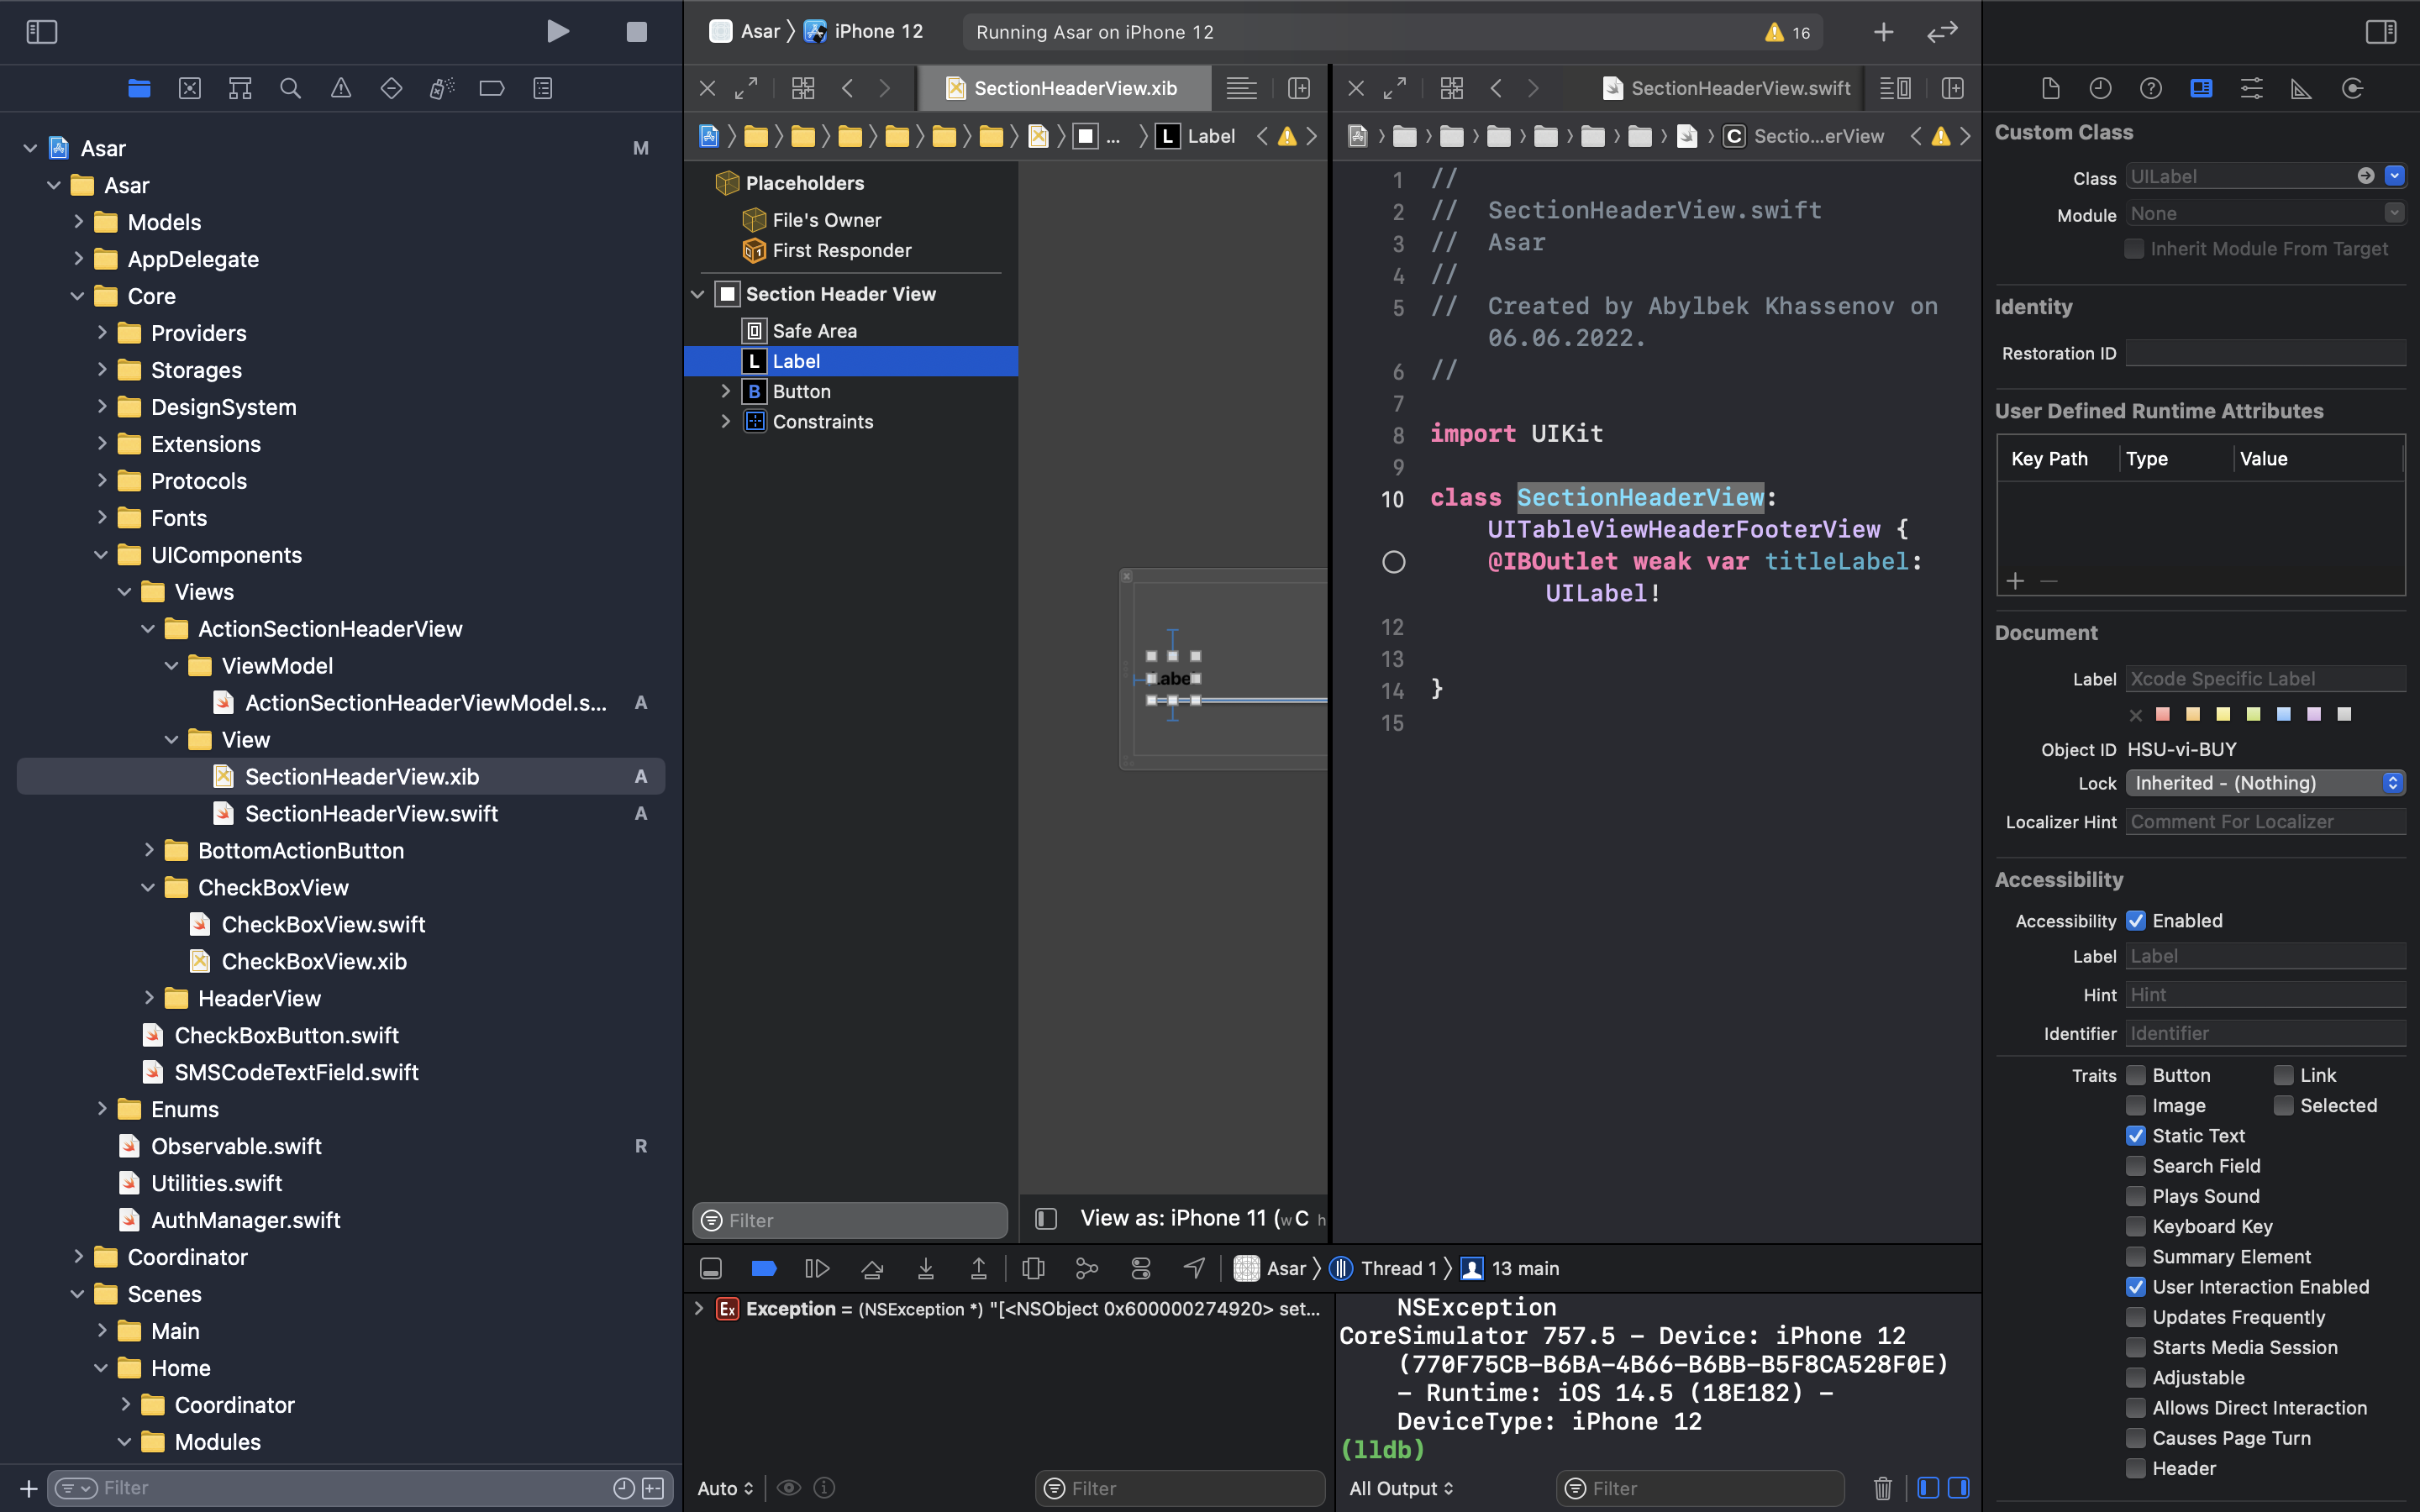 Asar
iPhone 12
Running Asar on iPhone 12
16
SectionHeaderView.xib
SectionHeaderView.swift
...
Label
Sectio...erView
Asar M
Asar
Models
AppDelegate
Core
Providers
Storages
DesignSystem
Extensions
Protocols
Fonts
UIComponents
Views
ActionSectionHeaderView
ViewModel
ActionSectionHeaderViewModel.s... A
View
SectionHeaderView.xib A
SectionHeaderView.swift A
BottomActionButton
CheckBoxView
CheckBoxView.swift
CheckBoxView.xib
HeaderView
CheckBoxButton.swift
SMSCodeTextField.swift
Enums
Observable.swift R
Utilities.swift
AuthManager.swift
Coordinator
Scenes
Main
Home
Coordinator
Modules
Filter
Placeholders
File's Owner
First Responder
Section Header View
Safe Area
Label
Button
Constraints
Filter
View as: iPhone 11 (wC h
1 //
2 // SectionHeaderView.swift
3 // Asar
4 //
5 // Created by Abylbek Khassenov on
06.06.2022.
6 //
7
8 import UIKit
9
10 class SectionHeaderView:
UITableViewHeaderFooterView {
@IBOutlet weak var titleLabel:
UILabel!
12
13
14 }
15
Asar
Thread 1
13 main
Exception = (NSException *) "[<NSObject 0x600000274920> set...
Auto
Filter
NSException
CoreSimulator 757.5 – Device: iPhone 12
(770F75CB-B6BA-4B66-B6BB-B5F8CA528F0E)
– Runtime: iOS 14.5 (18E182) –
DeviceType: iPhone 12
(lldb)
All Output
Filter
Custom Class
Class UILabel
Module None
Inherit Module From Target
Identity
Restoration ID
User Defined Runtime Attributes
Key Path Type Value
Document
Label Xcode Specific Label
Object ID HSU-vi-BUY
Lock Inherited - (Nothing)
Localizer Hint Comment For Localizer
Accessibility
Accessibility Enabled
Label Label
Hint Hint
Identifier Identifier
Traits Button Link
Image Selected
Static Text
Search Field
Plays Sound
Keyboard Key
Summary Element
User Interaction Enabled
Updates Frequently
Starts Media Session
Adjustable
Allows Direct Interaction
Causes Page Turn
Header